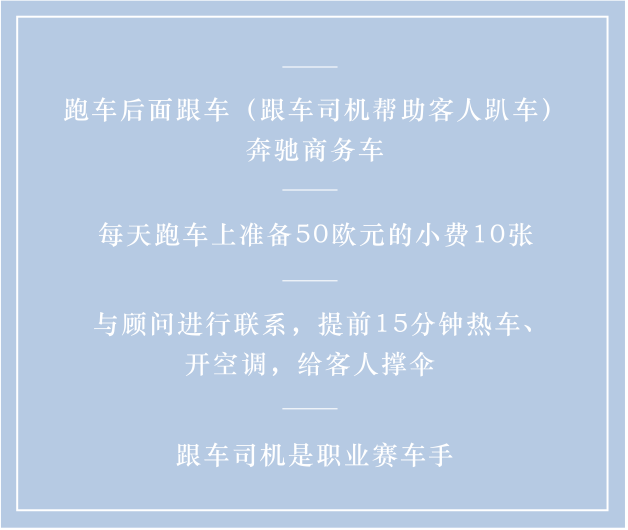 跑车后面跟车（跟车司机帮助客人趴车）
奔驰商务车
每天跑车上准备50欧元的小费10张
与顾问进行联系，提前15分钟热车、
开空调，给客人撑伞
跟车司机是职业赛车手